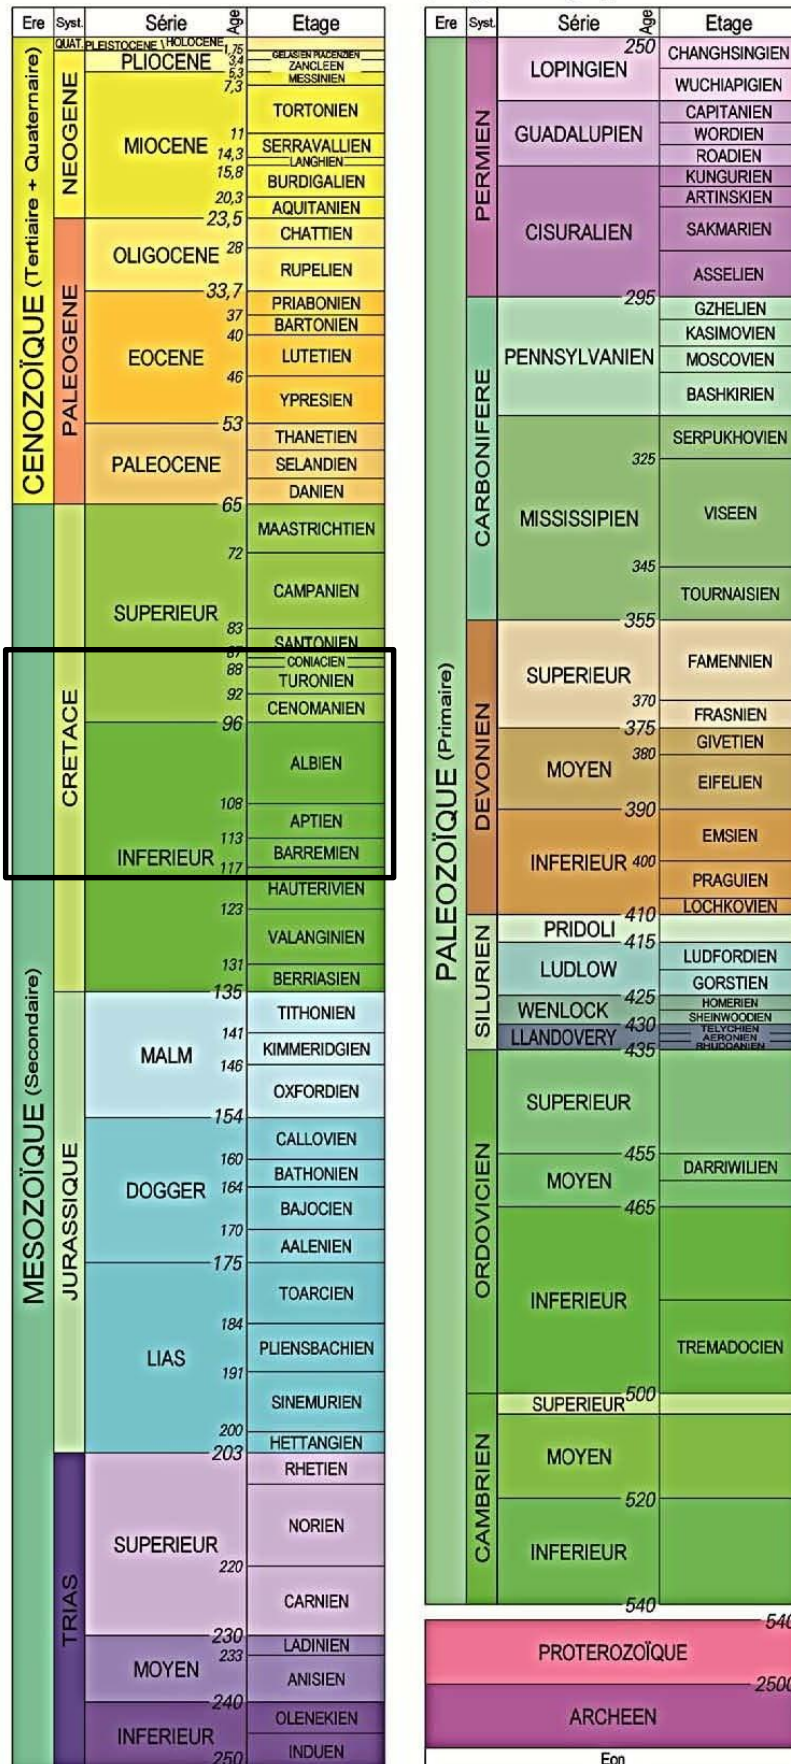 Ere Syst. Série Age Etage
CENOZOÏQUE (Tertiaire + Quaternaire)
QUAT. PLEISTOCENE \ HOLOCENE 1,75
NEOGENE
PLIOCENE 3,4 GELASIEN PIACENZIEN
ZANCLEEN
5,3 MESSINIEN
7,3
MIOCENE
TORTONIEN
11
SERRAVALLIEN
14,3
LANGHIEN
15,8
BURDIGALIEN
20,3
AQUITANIEN
23,5
PALEOGENE
OLIGOCENE
CHATTIEN
28
RUPELIEN
33,7
EOCENE
PRIABONIEN
37
BARTONIEN
40
LUTETIEN
46
YPRESIEN
53
PALEOCENE
THANETIEN
SELANDIEN
DANIEN
65
MESOZOÏQUE (Secondaire)
CRETACE
SUPERIEUR
MAASTRICHTIEN
72
CAMPANIEN
83
SANTONIEN
87
CONIACIEN
88
TURONIEN
92
CENOMANIEN
96
INFERIEUR
ALBIEN
108
APTIEN
113
BARREMIEN
117
HAUTERIVIEN
123
VALANGINIEN
131
BERRIASIEN
135
JURASSIQUE
MALM
TITHONIEN
141
KIMMERIDGIEN
146
OXFORDIEN
154
DOGGER
CALLOVIEN
160
BATHONIEN
164
BAJOCIEN
170
AALENIEN
175
LIAS
TOARCIEN
184
PLIENSBACHIEN
191
SINEMURIEN
200
HETTANGIEN
203
TRIAS
SUPERIEUR
RHETIEN
NORIEN
220
CARNIEN
230
MOYEN
LADINIEN
233
ANISIEN
240
INFERIEUR
OLENEKIEN
INDUEN
250
Ere Syst. Série Age Etage
250
PALEOZOÏQUE (Primaire)
PERMIEN
LOPINGIEN
CHANGHSINGIEN
WUCHIAPIGIEN
GUADALUPIEN
CAPITANIEN
WORDIEN
ROADIEN
CISURALIEN
KUNGURIEN
ARTINSKIEN
SAKMARIEN
ASSELIEN
295
CARBONIFERE
PENNSYLVANIEN
GZHELIEN
KASIMOVIEN
MOSCOVIEN
BASHKIRIEN
MISSISSIPIEN
SERPUKHOVIEN
325
VISEEN
345
TOURNAISIEN
355
DEVONIEN
SUPERIEUR
FAMENNIEN
370
FRASNIEN
375
MOYEN
GIVETIEN
380
EIFELIEN
390
INFERIEUR
EMSIEN
400
PRAGUIEN
LOCHKOVIEN
410
SILURIEN
PRIDOLI
415
LUDLOW
LUDFORDIEN
GORSTIEN
425
WENLOCK
HOMERIEN
SHEINWOODIEN
430
LLANDOVERY
TELYCHIEN
AERONIEN
RHUDDANIEN
435
ORDOVICIEN
SUPERIEUR
455
MOYEN
DARRIWILIEN
465
INFERIEUR
TREMADOCIEN
500
CAMBRIEN
SUPERIEUR
MOYEN
520
INFERIEUR
540
540
PROTEROZOÏQUE
2500
ARCHEEN
Eon